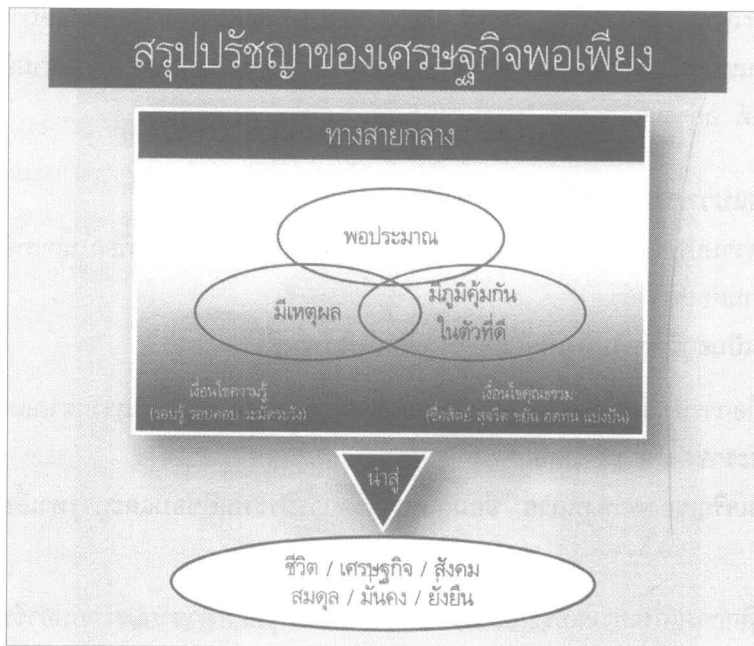 สรุปปรัชญาของเศรษฐกิจพอเพียง
ทางสายกลาง
พอประมาณ
มีเหตุผล
มีภูมิคุ้มกัน
ในตัวที่ดี
เงื่อนไขความรู้
(รอบรู้ รอบคอบ ระมัดระวัง)
เงื่อนไขคุณธรรม
(ซื่อสัตย์ สุจริต ขยัน อดทน แบ่งปัน)
นำสู่
ชีวิต / เศรษฐกิจ / สังคม
สมดุล / มั่นคง / ยั่งยืน